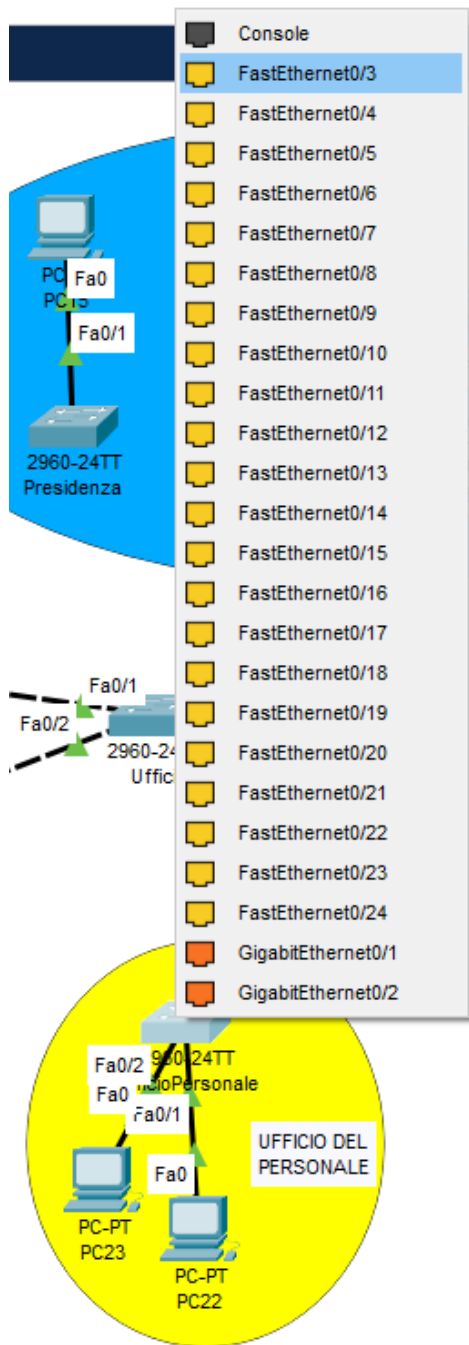 Console
FastEthernet0/3
FastEthernet0/4
FastEthernet0/5
FastEthernet0/6
FastEthernet0/7
FastEthernet0/8
FastEthernet0/9
FastEthernet0/10
FastEthernet0/11
FastEthernet0/12
FastEthernet0/13
FastEthernet0/14
FastEthernet0/15
FastEthernet0/16
FastEthernet0/17
FastEthernet0/18
FastEthernet0/19
FastEthernet0/20
FastEthernet0/21
FastEthernet0/22
FastEthernet0/23
FastEthernet0/24
GigabitEthernet0/1
GigabitEthernet0/2
Fa0
Fa0/1
2960-24TT
Presidenza
Fa0/1
Fa0/2
2960-24
Uffici
Fa0/2
Fa0
Fa0/1
Fa0
UFFICIO DEL
PERSONALE
PC-PT
PC23
PC-PT
PC22